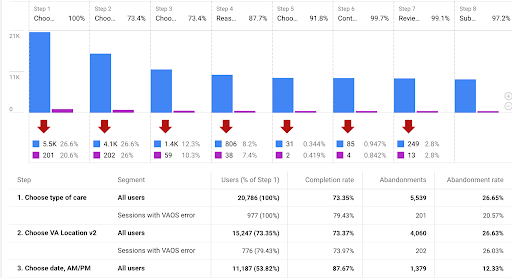 Step 1 Step 2 Step 3 Step 4 Step 5 Step 6 Step 7 Step 8
Choo... 100% Choo... 73.4% Choo... 73.4% Reas... 87.7% Choo... 91.8% Cont... 99.7% Revie... 99.1% Sub... 97.2%
21K
11K
0
5.5K 26.6% 4.1K 26.6% 1.4K 12.3% 806 8.2% 31 0.344% 85 0.947% 249 2.8%
201 20.6% 202 26% 59 10.3% 38 7.4% 2 0.419% 4 0.842% 13 2.8%
Step Segment Users (% of Step 1) Completion rate Abandonments Abandonment rate
1. Choose type of care All users 20,786 (100%) 73.35% 5,539 26.65%
Sessions with VAOS error 977 (100%) 79.43% 201 20.57%
2. Choose VA Location v2 All users 15,247 (73.35%) 73.37% 4,060 26.63%
Sessions with VAOS error 776 (79.43%) 73.97% 202 26.03%
3. Choose date, AM/PM All users 11,187 (53.82%) 87.67% 1,379 12.33%